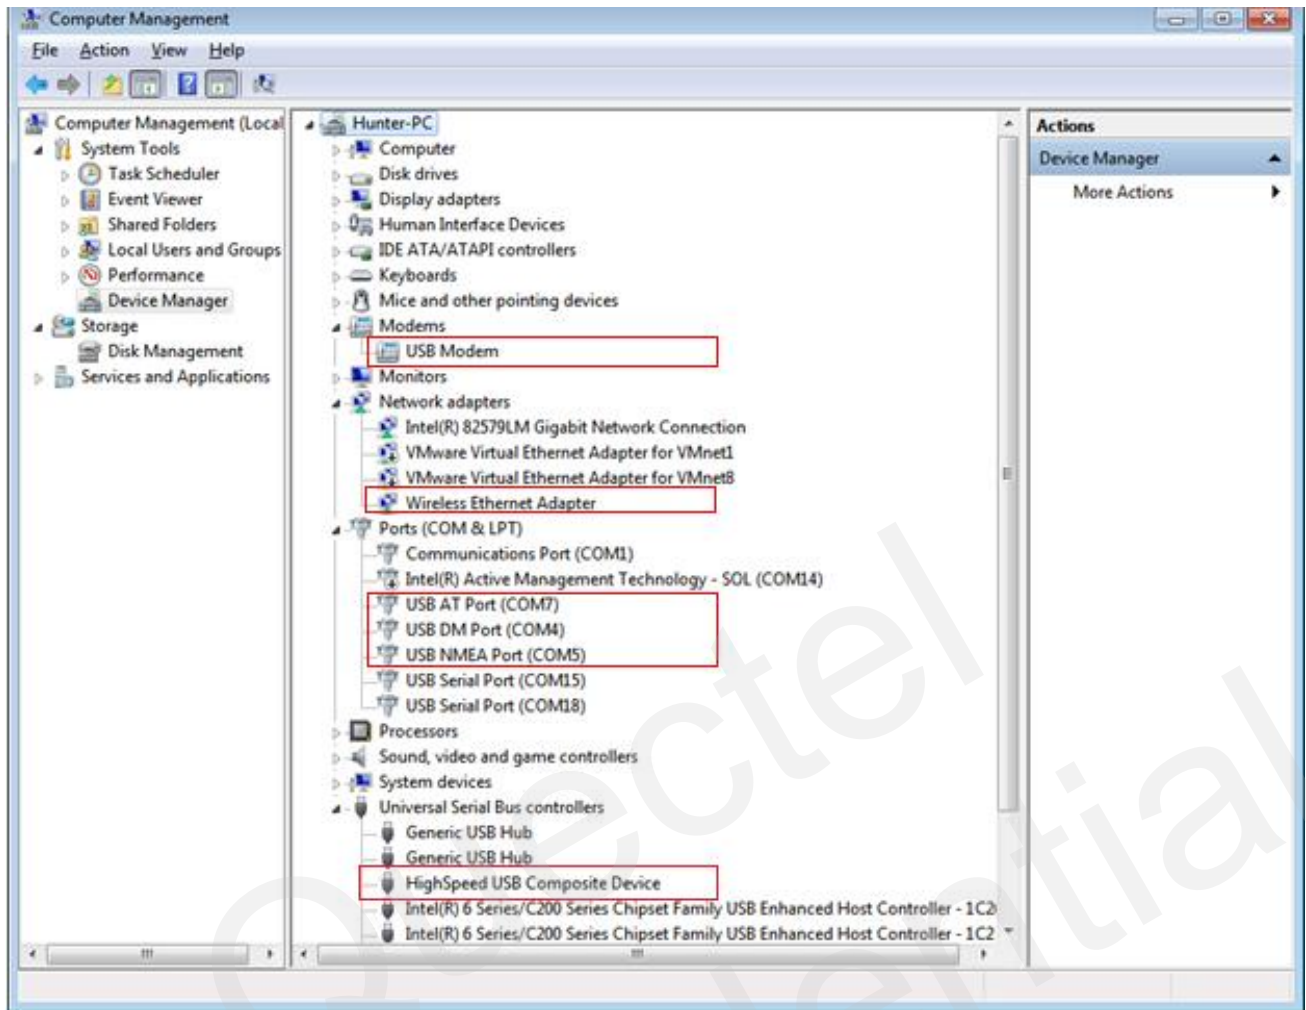 Computer Management
File Action View Help
Computer Management (Local
System Tools
Task Scheduler
Event Viewer
Shared Folders
Local Users and Groups
Performance
Device Manager
Storage
Disk Management
Services and Applications
Hunter-PC
Computer
Disk drives
Display adapters
Human Interface Devices
IDE ATA/ATAPI controllers
Keyboards
Mice and other pointing devices
Modems
USB Modem
Monitors
Network adapters
Intel(R) 82579LM Gigabit Network Connection
VMware Virtual Ethernet Adapter for VMnet1
VMware Virtual Ethernet Adapter for VMnet8
Wireless Ethernet Adapter
Ports (COM & LPT)
Communications Port (COM1)
Intel(R) Active Management Technology - SOL (COM14)
USB AT Port (COM7)
USB DM Port (COM4)
USB NMEA Port (COM5)
USB Serial Port (COM15)
USB Serial Port (COM18)
Processors
Sound, video and game controllers
System devices
Universal Serial Bus controllers
Generic USB Hub
Generic USB Hub
HighSpeed USB Composite Device
Intel(R) 6 Series/C200 Series Chipset Family USB Enhanced Host Controller - 1C2
Intel(R) 6 Series/C200 Series Chipset Family USB Enhanced Host Controller - 1C2
Actions
Device Manager
More Actions
Quectel